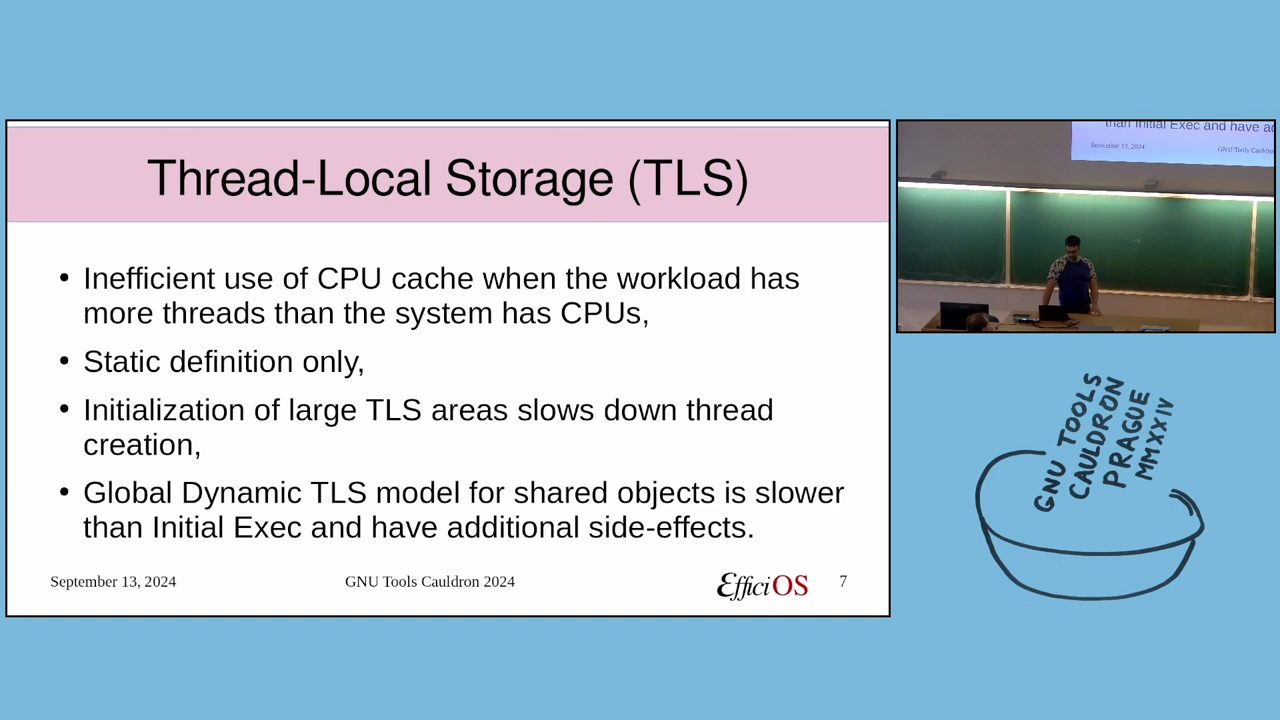 Thread-Local Storage (TLS)
• Inefficient use of CPU cache when the workload has
more threads than the system has CPUs,
• Static definition only,
• Initialization of large TLS areas slows down thread
creation,
• Global Dynamic TLS model for shared objects is slower
than Initial Exec and have additional side-effects.
September 13, 2024
GNU Tools Cauldron 2024
EfficiOS
7
than Initial Exec and have ad
September 13, 2024
GNU Tools Cauldron
GNU TOOLS
CAULDRON
PRAGUE
MMXXIV